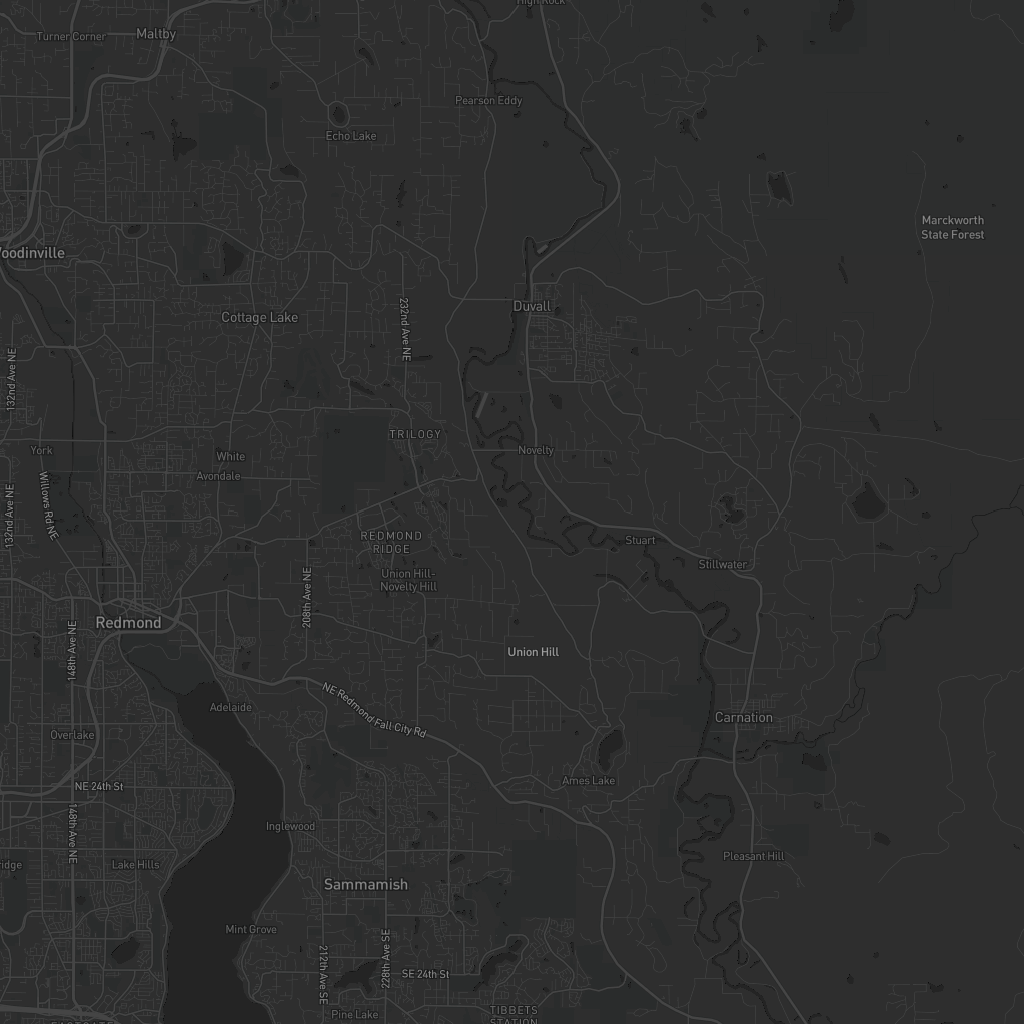 High Rock
Turner Corner
Maltby
Pearson Eddy
Echo Lake
Marckworth
State Forest
Woodinville
Duvall
Cottage Lake
232nd Ave NE
132nd Ave NE
TRILOGY
York
White
Novelty
Avondale
Willows Rd NE
132nd Ave NE
REDMOND
RIDGE
Stuart
Stillwater
Union Hill-
Novelty Hill
208th Ave NE
Redmond
148th Ave NE
Union Hill
Adelaide
NE Redmond Fall City Rd
Carnation
Overlake
NE 24th St
Ames Lake
148th Ave NE
Inglewood
Pleasant Hill
ridge
Lake Hills
Sammamish
Mint Grove
212th Ave SE
228th Ave SE
SE 24th St
Pine Lake
TIBBETS
STATION
EASTGATE